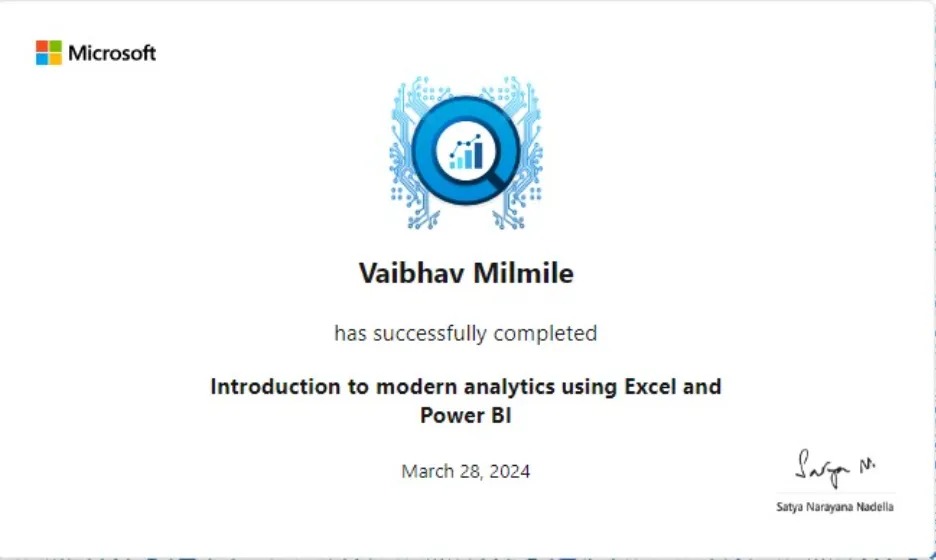 Microsoft
Vaibhav Milmile
has successfully completed
Introduction to modern analytics using Excel and
Power BI
March 28, 2024
Satya N.
Satya Narayana Nadella